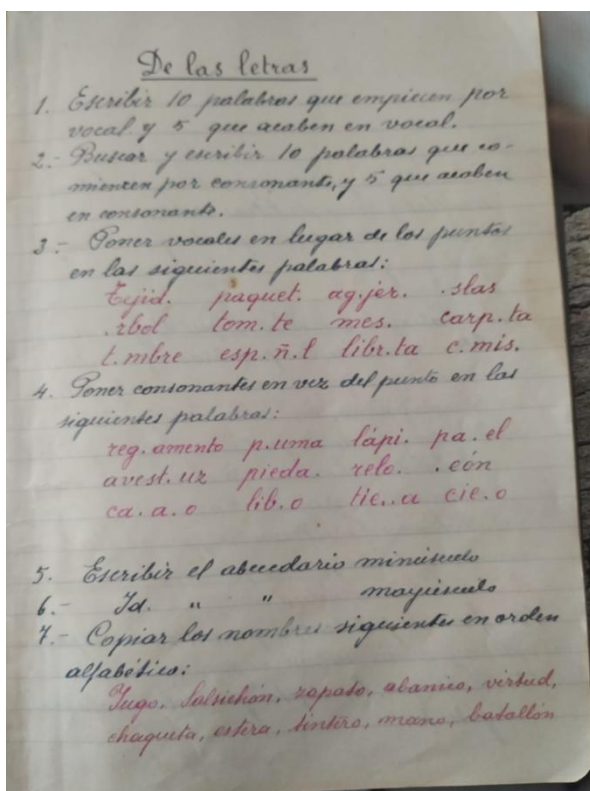 De las letras
1. Escribir 10 palabras que empiecen por
vocal y 5 que acaben en vocal.
2.- Buscar y escribir 10 palabras que co-
miencen por consonante, y 5 que acaben
en consonante.
3.- Poner vocales en lugar de los puntos
en las siguientes palabras:
Tejid. paquet. ag.jer. .slas
.rbol tom.te mes. carp.ta
t.mbre esp.ñ.l libr.ta c.mis.
4. Poner consonantes en vez del punto en las
siguientes palabras:
reg.amento p.uma lápi. pa.el
avest.uz pieda. relo. .eón
ca.a.o lib.o tie..a cie.o
5. Escribir el abecedario minúsculo
6.- Id. " " mayúsculo
7.- Copiar los nombres siguientes en orden
alfabético:
Jugo, Salsichón, zapato, abanico, virtud,
chaqueta, estera, tintero, mano, batallón